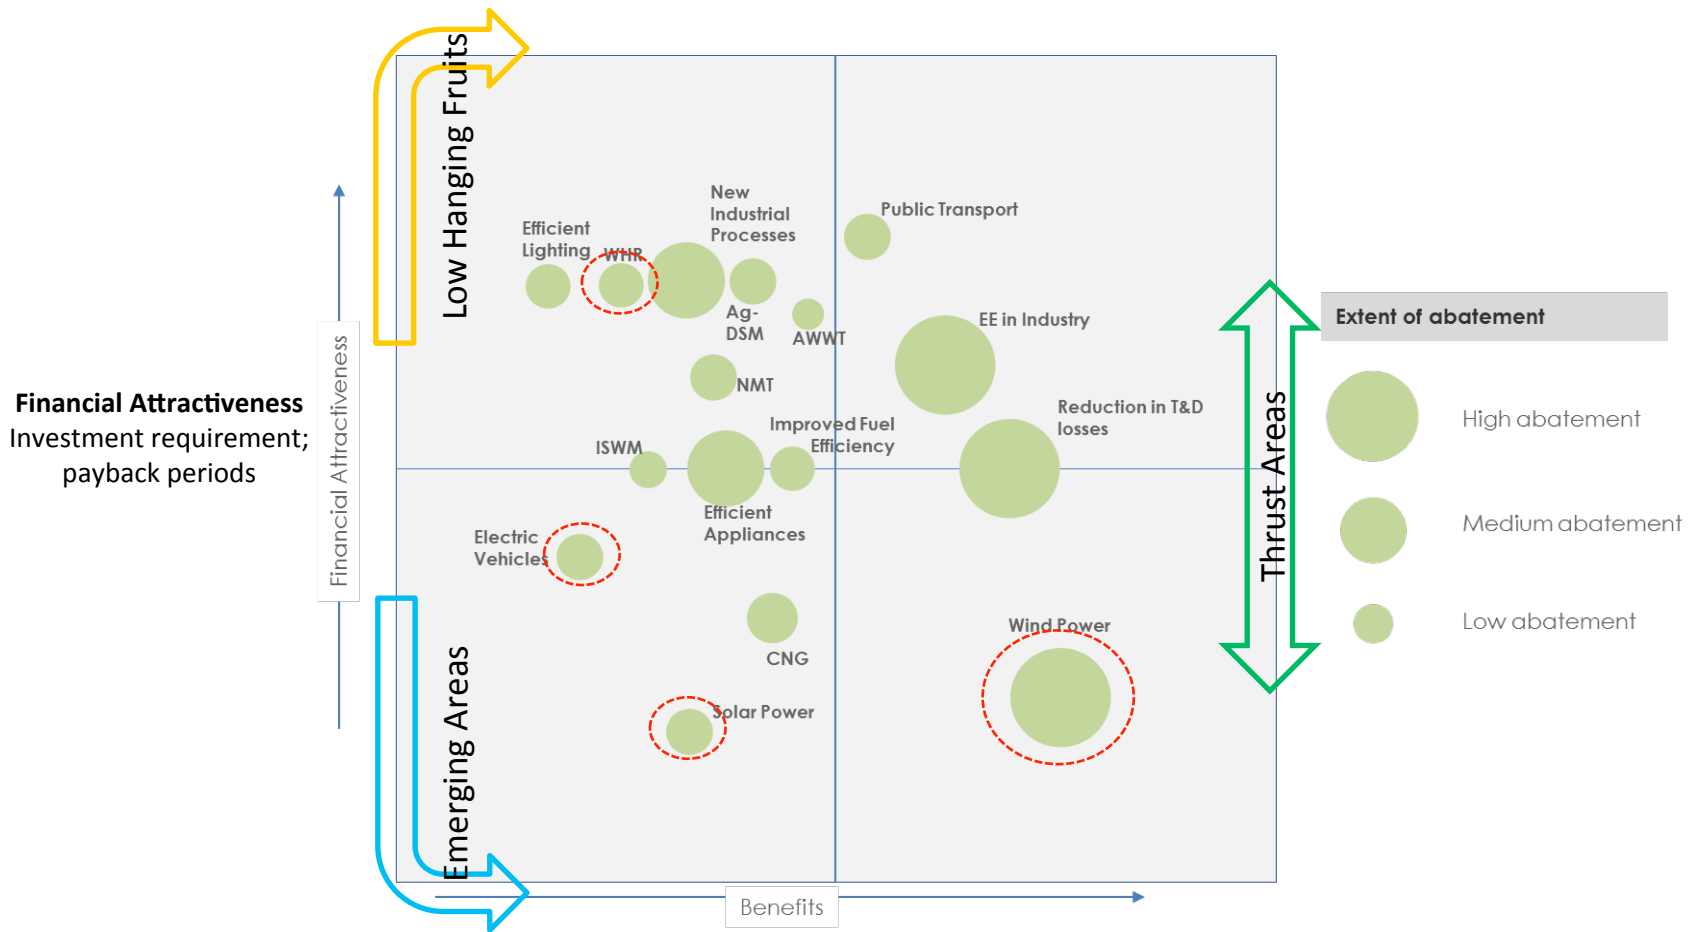 Low Hanging Fruits
New
Industrial
Processes
Public Transport
Efficient
Lighting
WHR
Ag-
DSM
AWWT
EE in Industry
Extent of abatement
Financial Attractiveness
Investment requirement;
payback periods
Financial Attractiveness
NMT
Reduction in T&D
losses
High abatement
Improved Fuel
Efficiency
ISWM
Thrust Areas
Efficient
Appliances
Medium abatement
Electric
Vehicles
Wind Power
Low abatement
CNG
Solar Power
Emerging Areas
Benefits